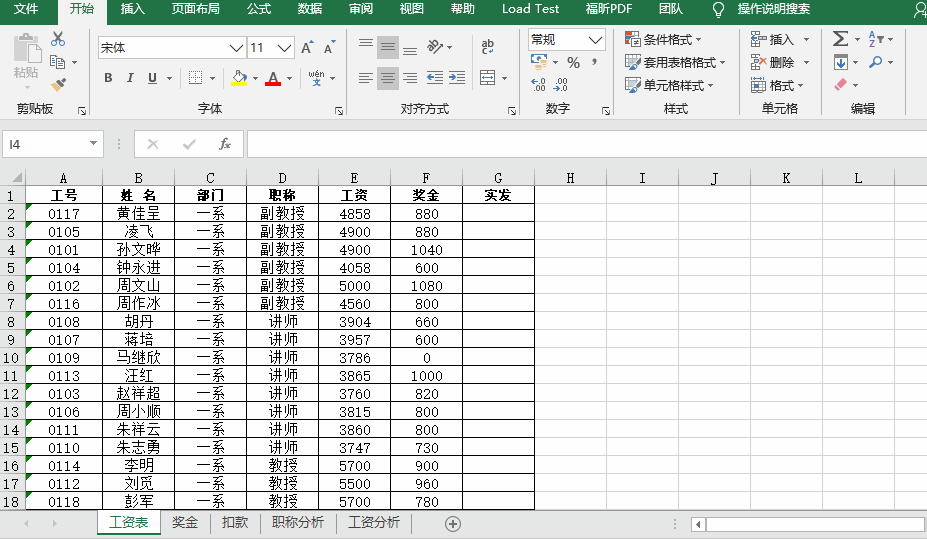 文件 开始 插入 页面布局 公式 数据 审阅 视图 帮助 Load Test 福昕PDF 团队 操作说明搜索
宋体 11 A A ab 常规 条件格式 插入 Σ A Z
粘贴 B I U A wén 文 % , 套用表格格式 删除
.00 .0 单元格样式 格式
剪贴板 字体 对齐方式 数字 样式 单元格 编辑
I4 fx
A B C D E F G H I J K L
1 工号 姓 名 部门 职称 工资 奖金 实发
2 0117 黄佳呈 一系 副教授 4858 880
3 0105 凌飞 一系 副教授 4900 880
4 0101 孙文晔 一系 副教授 4900 1040
5 0104 钟永进 一系 副教授 4058 600
6 0102 周文山 一系 副教授 5000 1080
7 0116 周作冰 一系 副教授 4560 800
8 0108 胡丹 一系 讲师 3904 660
9 0107 蒋培 一系 讲师 3957 600
10 0109 马继欣 一系 讲师 3786 0
11 0113 汪红 一系 讲师 3865 1000
12 0103 赵祥超 一系 讲师 3760 820
13 0106 周小顺 一系 讲师 3815 800
14 0111 朱祥云 一系 讲师 3860 800
15 0110 朱志勇 一系 讲师 3747 730
16 0114 李明 一系 教授 5700 900
17 0112 刘觅 一系 教授 5500 960
18 0118 彭军 一系 教授 5700 780
工资表 奖金 扣款 职称分析 工资分析